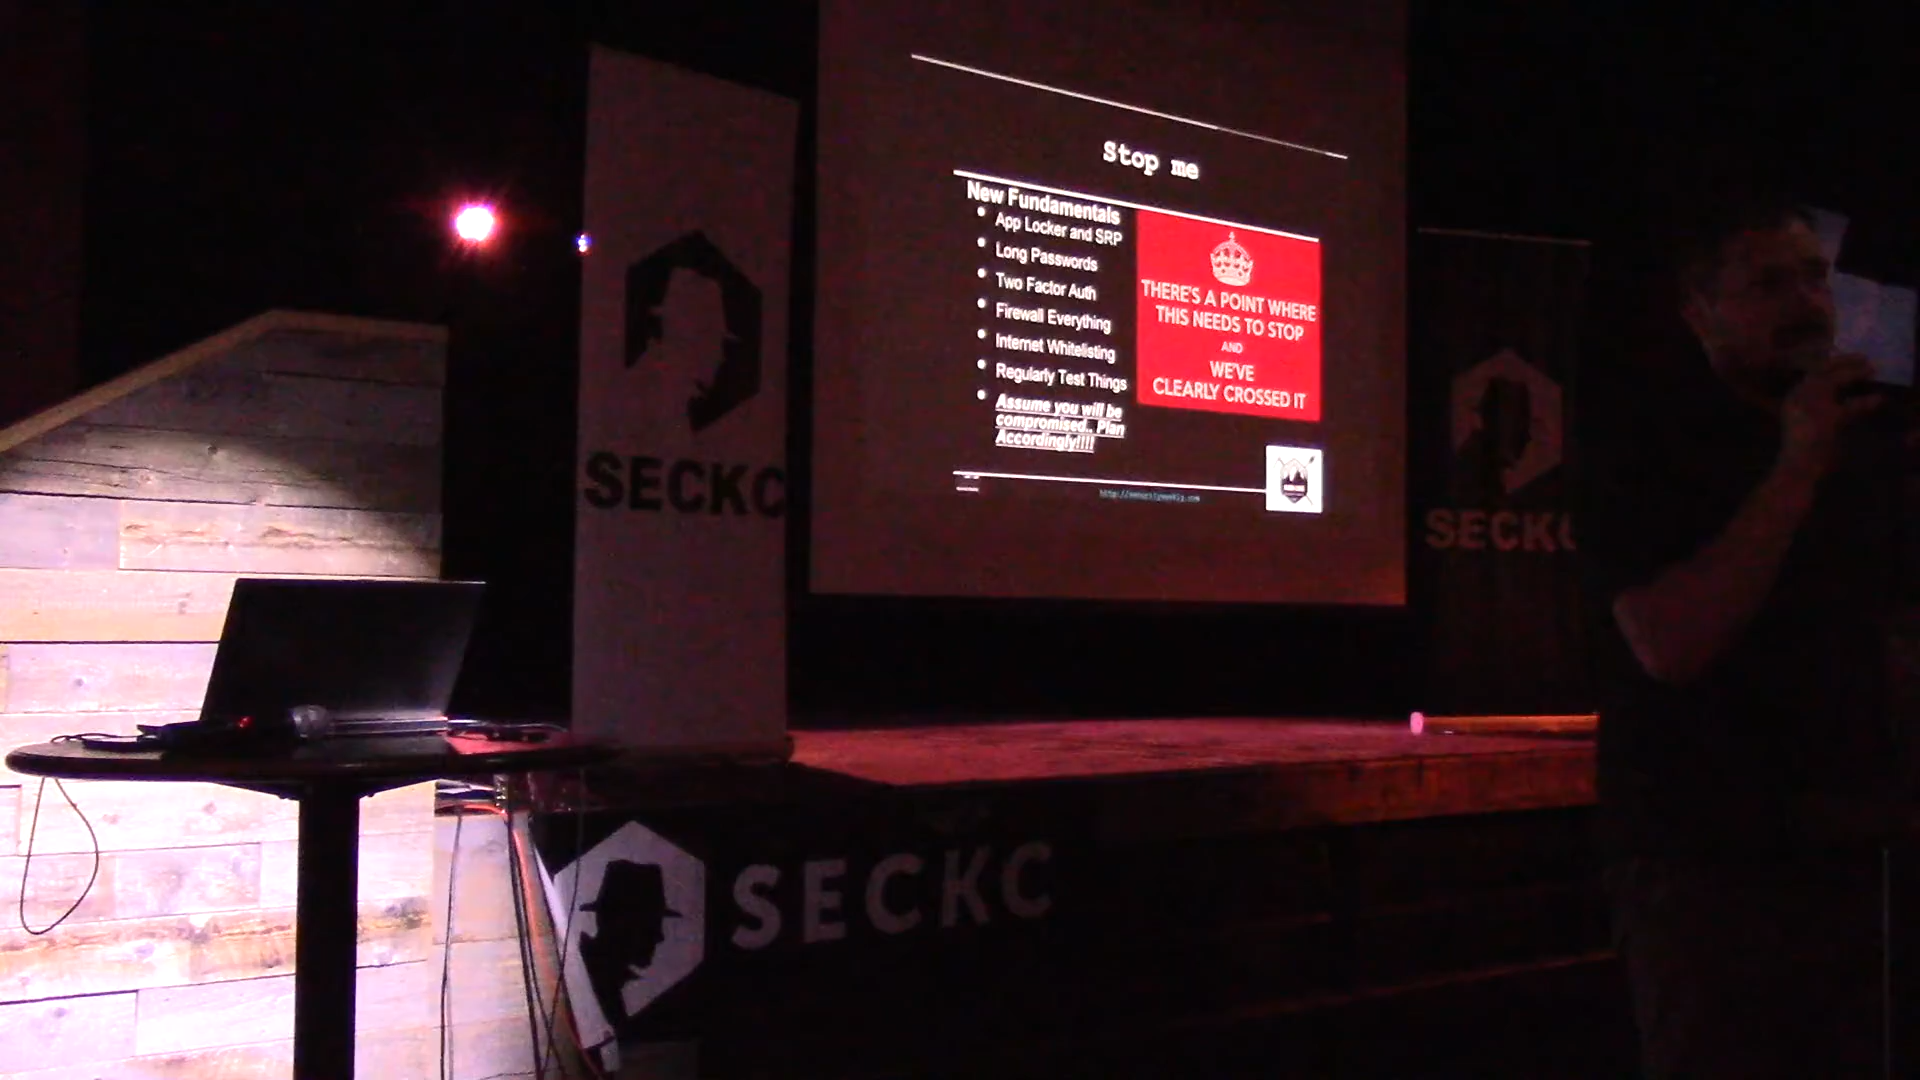 Stop me
New Fundamentals
App Locker and SRP
Long Passwords
Two Factor Auth
Firewall Everything
Internet Whitelisting
Regularly Test Things
Assume you will be
compromised.. Plan
Accordingly!!!!
THERE'S A POINT WHERE
THIS NEEDS TO STOP
AND
WE'VE
CLEARLY CROSSED IT
SECKC
SECKC
SECKC